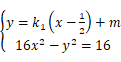 y = k₁(x − 1/2) + m
16x² − y² = 16